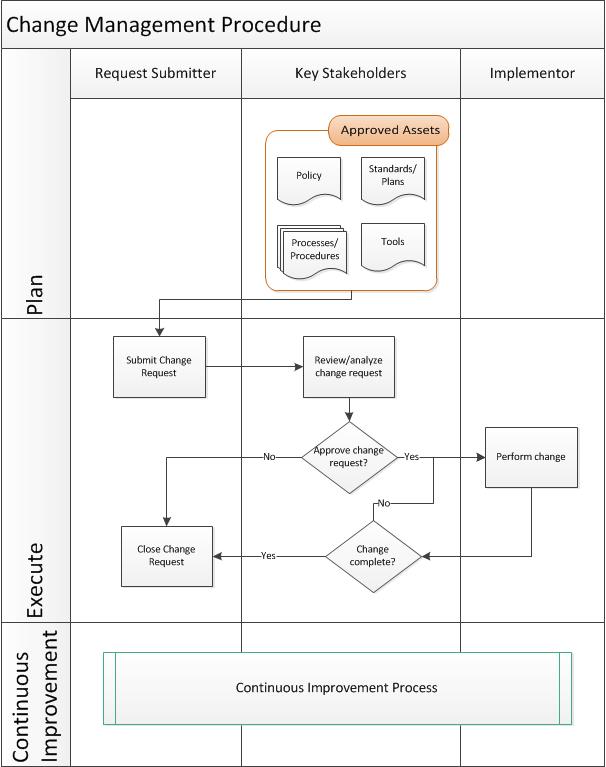 Change Management Procedure
Request Submitter
Key Stakeholders
Implementor
Plan
Approved Assets
Policy
Standards/
Plans
Processes/
Procedures
Tools
Execute
Submit Change
Request
Review/analyze
change request
Approve change
request?
No
Yes
Perform change
No
Close Change
Request
Yes
Change
complete?
Continuous
Improvement
Continuous Improvement Process